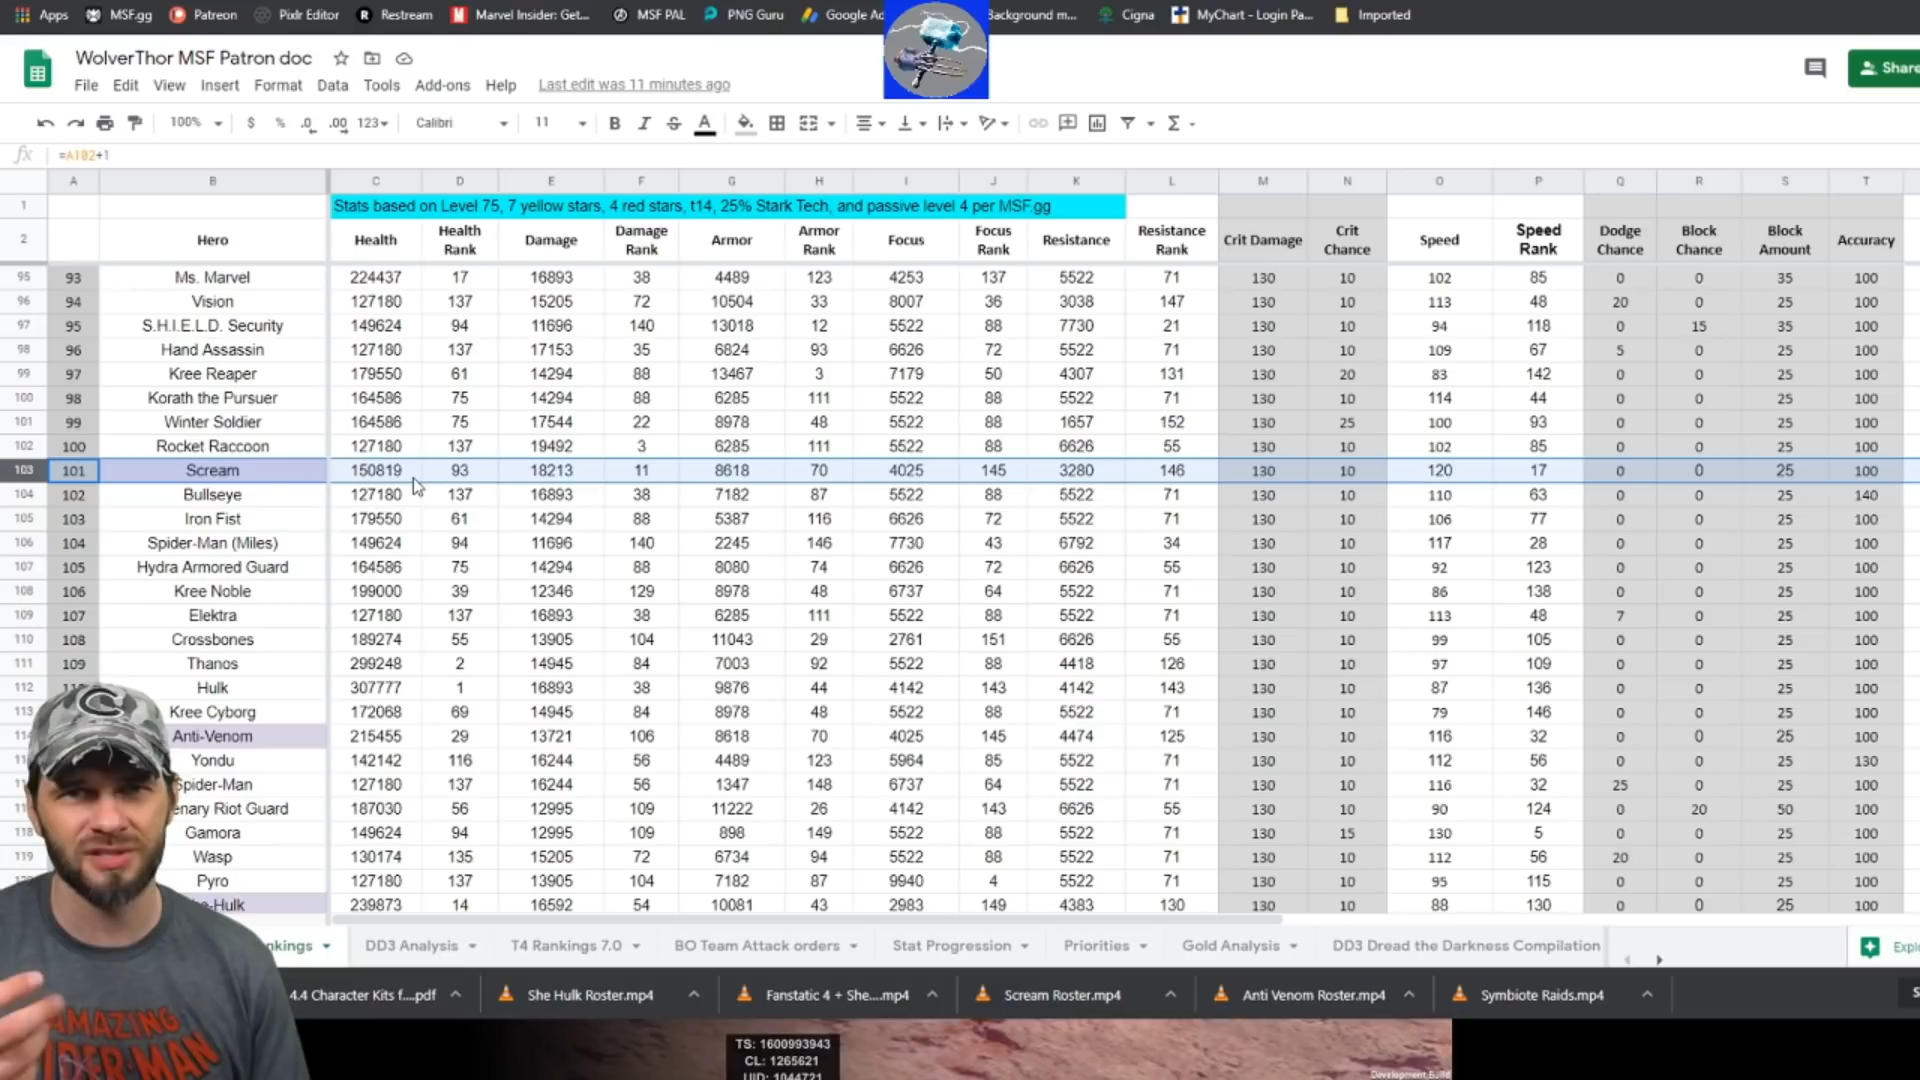 Apps MSF.gg Patreon Pixlr Editor Restream Marvel Insider: Get... MSF PAL PNG Guru Google Ad Background m... Cigna MyChart - Login Pa... Imported
WolverThor MSF Patron doc
Share
File Edit View Insert Format Data Tools Add-ons Help Last edit was 11 minutes ago
100% $ % .0 .00 123 Calibri 11 B I S A
fx =A102+1
A B C D E F G H I J K L M N O P Q R S T
1 Stats based on Level 75, 7 yellow stars, 4 red stars, t14, 25% Stark Tech, and passive level 4 per MSF.gg
2 Hero Health Health Rank Damage Damage Rank Armor Armor Rank Focus Focus Rank Resistance Resistance Rank Crit Damage Crit Chance Speed Speed Rank Dodge Chance Block Chance Block Amount Accuracy
95 93 Ms. Marvel 224437 17 16893 38 4489 123 4253 137 5522 71 130 10 102 85 0 0 35 100
96 94 Vision 127180 137 15205 72 10504 33 8007 36 3038 147 130 10 113 48 20 0 25 100
97 95 S.H.I.E.L.D. Security 149624 94 11696 140 13018 12 5522 88 7730 21 130 10 94 118 0 15 35 100
98 96 Hand Assassin 127180 137 17153 35 6824 93 6626 72 5522 71 130 10 109 67 5 0 25 100
99 97 Kree Reaper 179550 61 14294 88 13467 3 7179 50 4307 131 130 20 83 142 0 0 25 100
100 98 Korath the Pursuer 164586 75 14294 88 6285 111 5522 88 5522 71 130 10 114 44 0 0 25 100
101 99 Winter Soldier 164586 75 17544 22 8978 48 5522 88 1657 152 130 25 100 93 0 0 25 100
102 100 Rocket Raccoon 127180 137 19492 3 6285 111 5522 88 6626 55 130 10 102 85 0 0 25 100
103 101 Scream 150819 93 18213 11 8618 70 4025 145 3280 146 130 10 120 17 0 0 25 100
104 102 Bullseye 127180 137 16893 38 7182 87 5522 88 5522 71 130 10 110 63 0 0 25 140
105 103 Iron Fist 179550 61 14294 88 5387 116 6626 72 5522 71 130 10 106 77 0 0 25 100
106 104 Spider-Man (Miles) 149624 94 11696 140 2245 146 7730 43 6792 34 130 10 117 28 0 0 25 100
107 105 Hydra Armored Guard 164586 75 14294 88 8080 74 6626 72 6626 55 130 10 92 123 0 0 25 100
108 106 Kree Noble 199000 39 12346 129 8978 48 6737 64 5522 71 130 10 86 138 0 0 25 100
109 107 Elektra 127180 137 16893 38 6285 111 5522 88 5522 71 130 10 113 48 7 0 25 100
110 108 Crossbones 189274 55 13905 104 11043 29 2761 151 6626 55 130 10 99 105 0 0 25 100
111 109 Thanos 299248 2 14945 84 7003 92 5522 88 4418 126 130 10 97 109 0 0 25 100
112 Hulk 307777 1 16893 38 9876 44 4142 143 4142 143 130 10 87 136 0 0 25 100
113 Kree Cyborg 172068 69 14945 84 8978 48 5522 88 5522 71 130 10 79 146 0 0 25 100
Anti-Venom 215455 29 13721 106 8618 70 4025 145 4474 125 130 10 116 32 0 0 25 100
Yondu 142142 116 16244 56 4489 123 5964 85 5522 71 130 10 112 56 0 0 25 130
Spider-Man 127180 137 16244 56 1347 148 6737 64 5522 71 130 10 116 32 25 0 25 100
enary Riot Guard 187030 56 12995 109 11222 26 4142 143 6626 55 130 10 90 124 0 20 50 100
118 Gamora 149624 94 12995 109 898 149 5522 88 5522 71 130 15 130 5 0 0 25 100
119 Wasp 130174 135 15205 72 6734 94 5522 88 5522 71 130 10 112 56 20 0 25 100
Pyro 127180 137 13905 104 7182 87 9940 4 5522 71 130 10 95 115 0 0 25 100
e-Hulk 239873 14 16592 54 10081 43 2983 149 4383 130 130 10 88 130 0 0 25 100
nkings DD3 Analysis T4 Rankings 7.0 BO Team Attack orders Stat Progression Priorities Gold Analysis DD3 Dread the Darkness Compilation Explo
4.4 Character Kits f....pdf She Hulk Roster.mp4 Fanstatic 4 + She....mp4 Scream Roster.mp4 Anti Venom Roster.mp4 Symbiote Raids.mp4
AMAZING
SPIDER-MAN
TS: 1600993943
CL: 1265621
UID: 1044721
Development Build